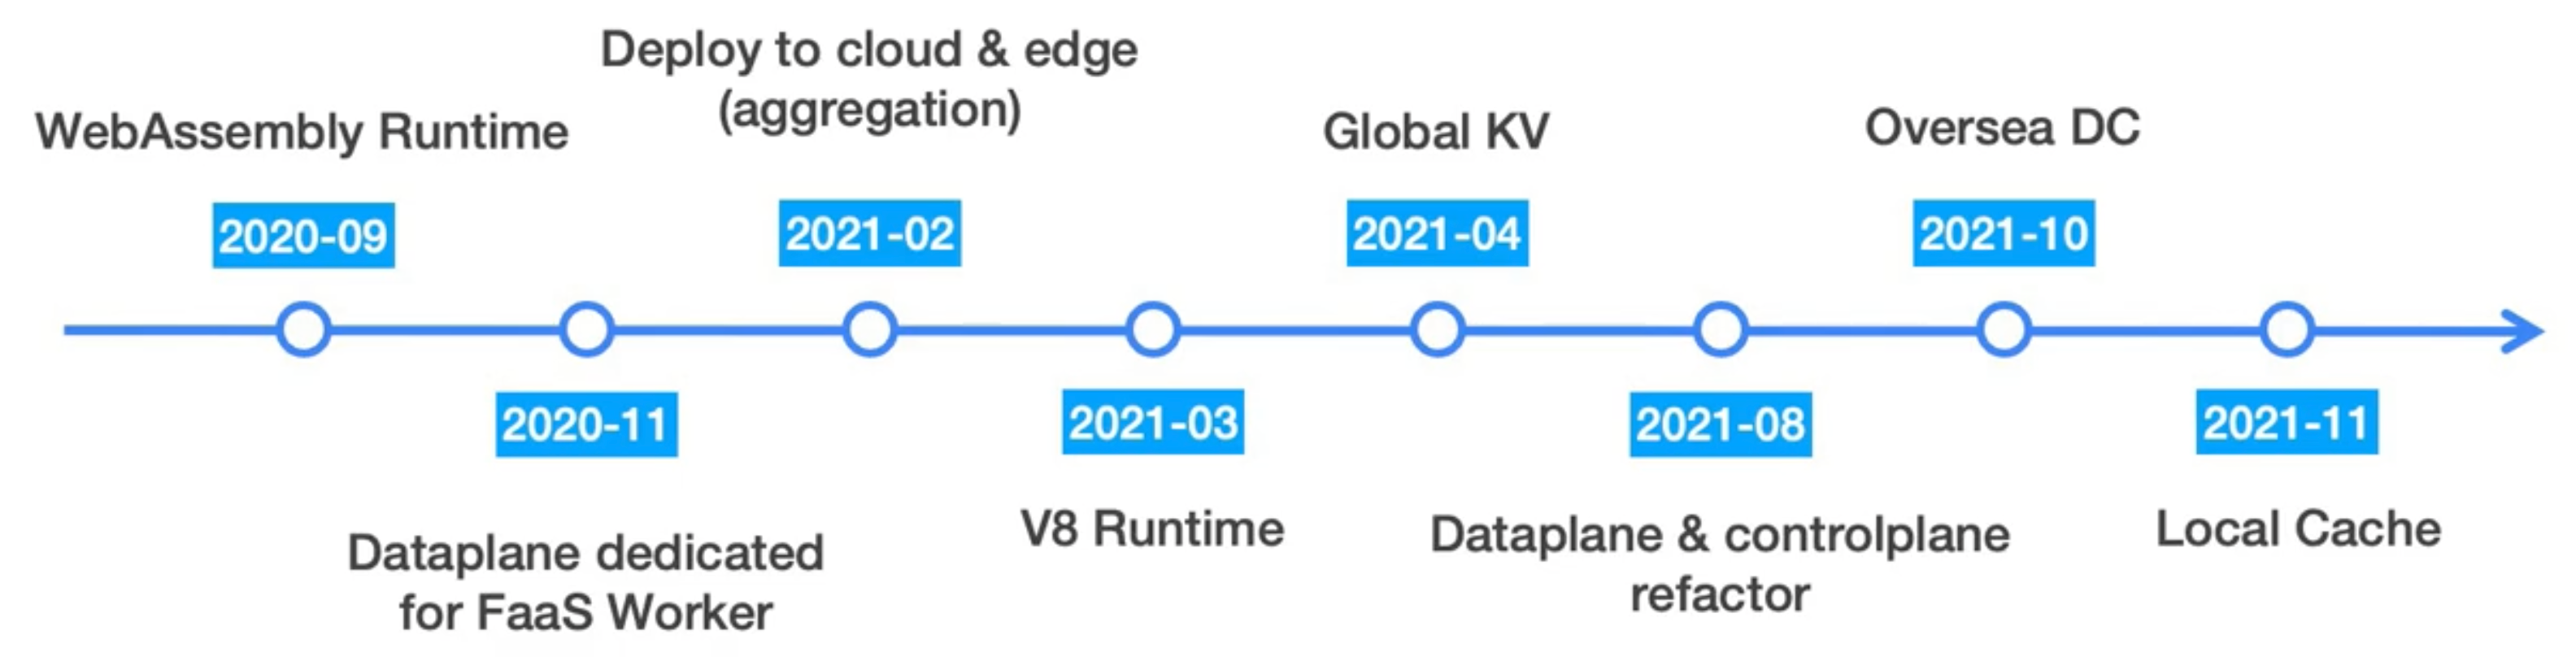 WebAssembly Runtime
2020-09
2020-11
Dataplane dedicated
for FaaS Worker
Deploy to cloud & edge
(aggregation)
2021-02
2021-03
V8 Runtime
Global KV
2021-04
2021-08
Dataplane & controlplane
refactor
Oversea DC
2021-10
2021-11
Local Cache